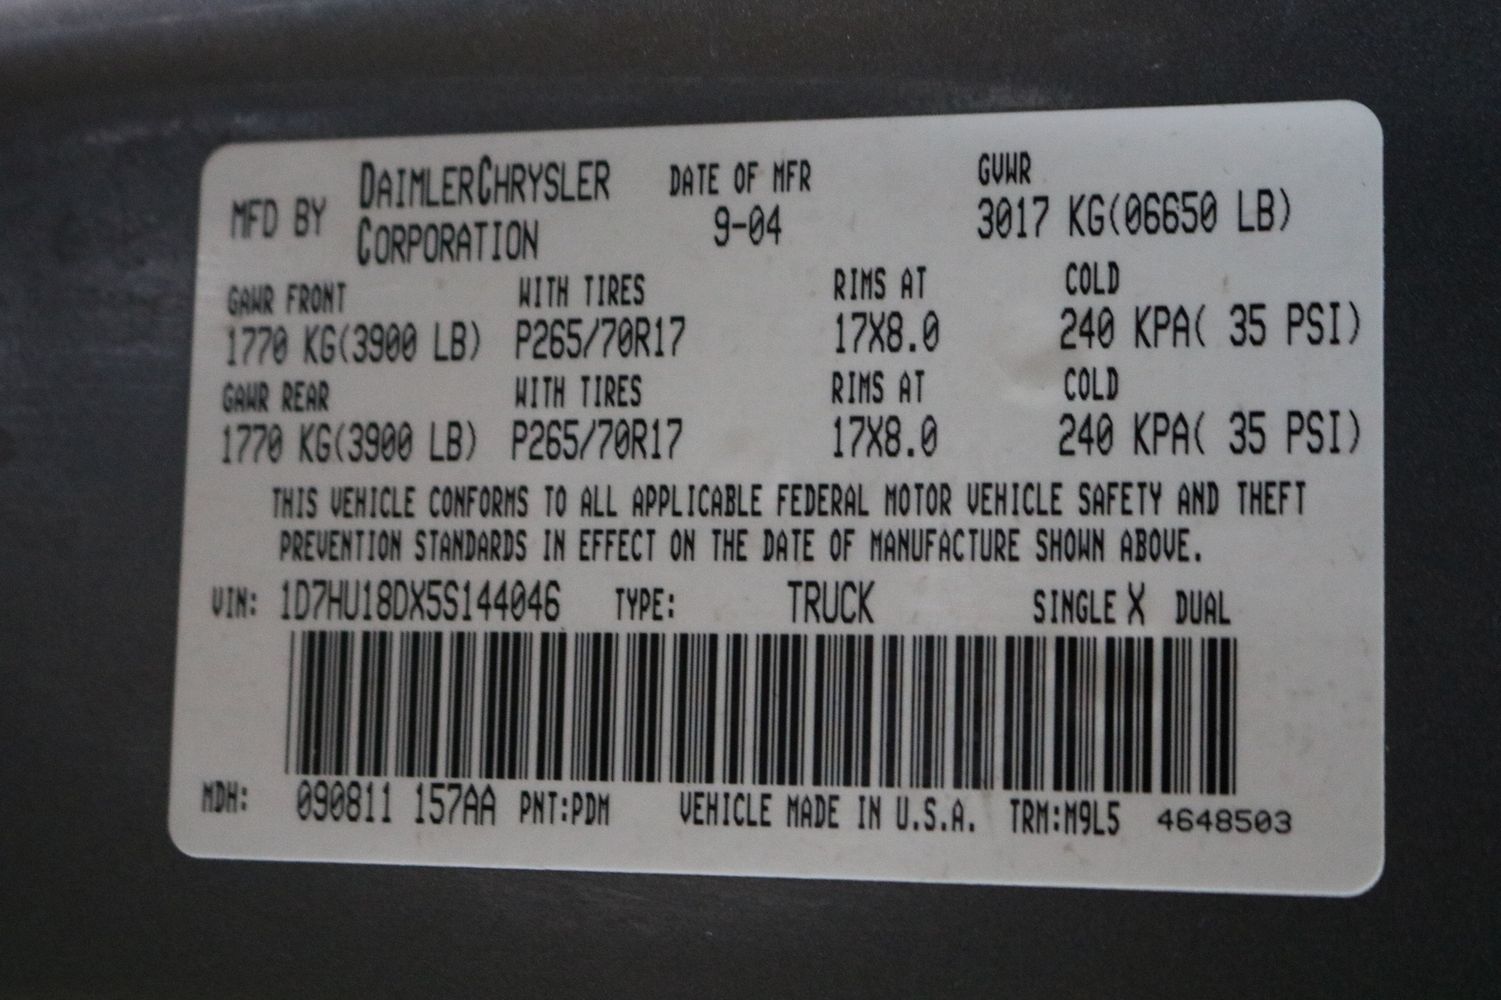 MFD BY DAIMLERCHRYSLER CORPORATION DATE OF MFR 9-04 GVWR 3017 KG(06650 LB)
GAWR FRONT WITH TIRES RIMS AT COLD
1770 KG(3900 LB) P265/70R17 17X8.0 240 KPA( 35 PSI)
GAWR REAR WITH TIRES RIMS AT COLD
1770 KG(3900 LB) P265/70R17 17X8.0 240 KPA( 35 PSI)
THIS VEHICLE CONFORMS TO ALL APPLICABLE FEDERAL MOTOR VEHICLE SAFETY AND THEFT
PREVENTION STANDARDS IN EFFECT ON THE DATE OF MANUFACTURE SHOWN ABOVE.
VIN: 1D7HU18DX5S144046 TYPE: TRUCK SINGLE X DUAL
MDH: 090811 157AA PNT:PDM VEHICLE MADE IN U.S.A. TRM:M9L5 4648503